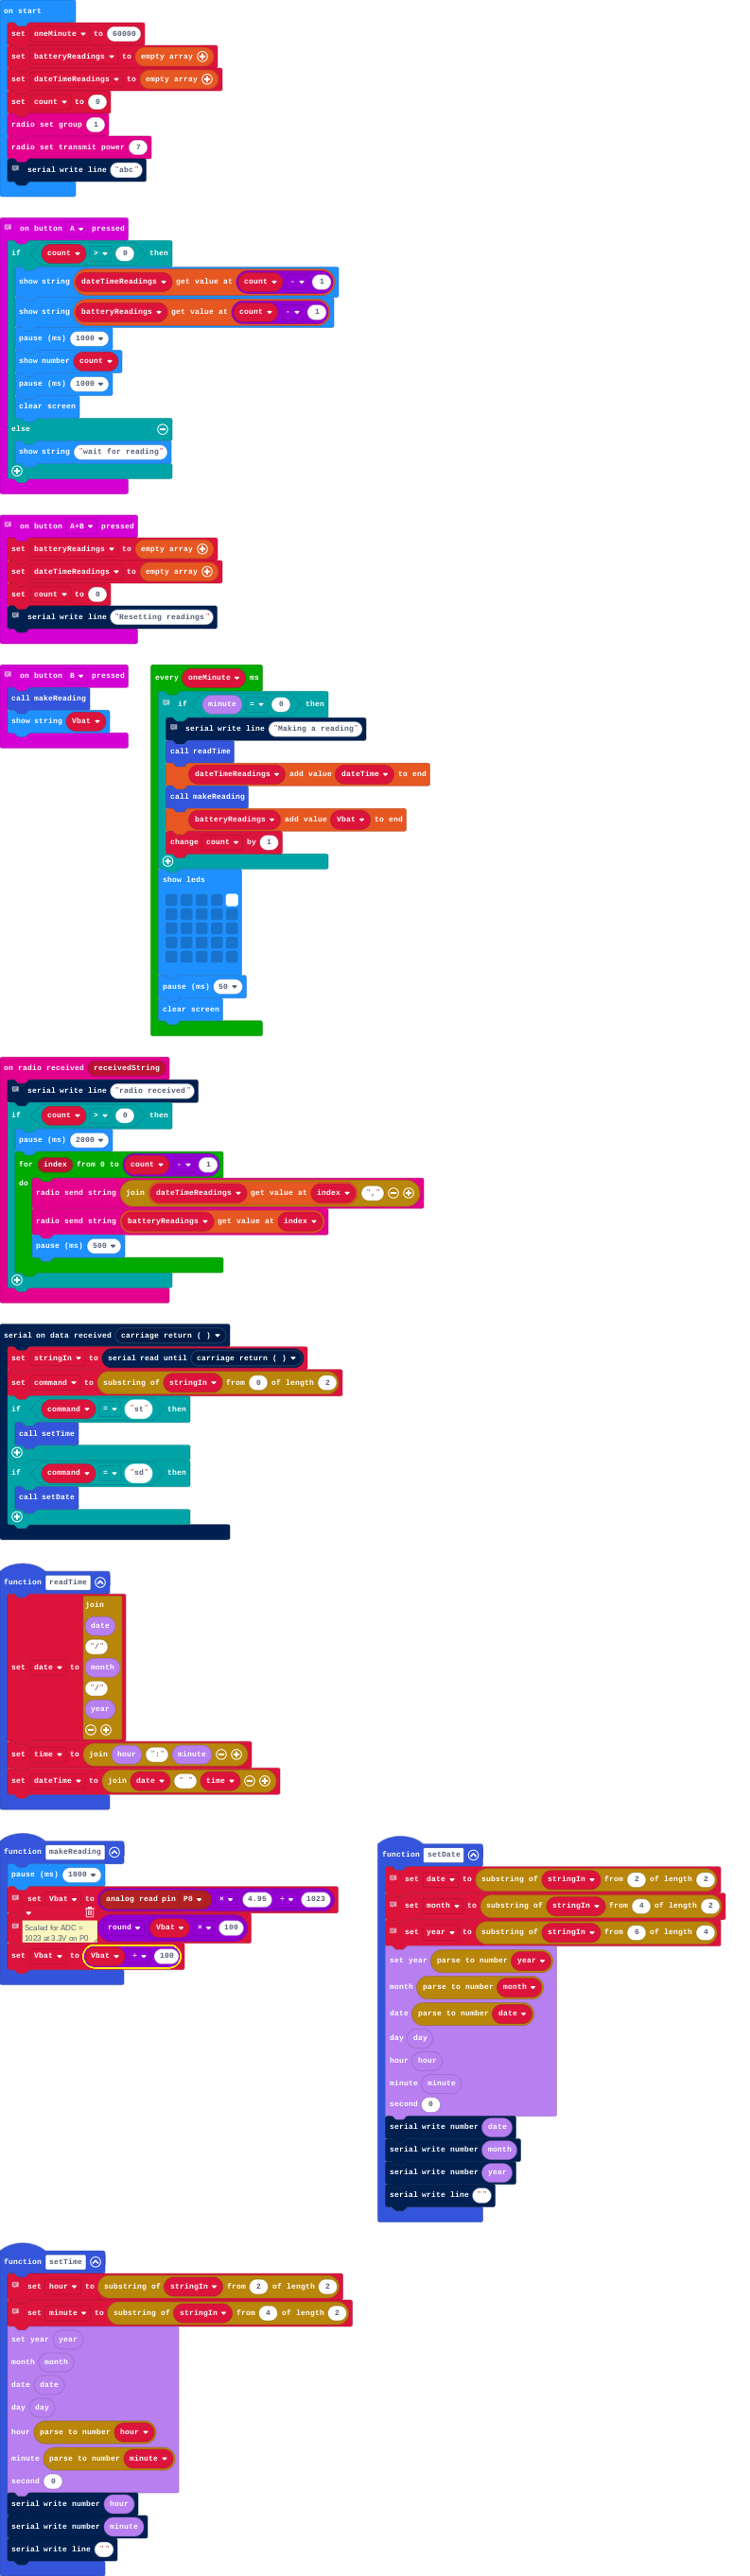 on start
set oneMinute to 60000
set batteryReadings to empty array
set dateTimeReadings to empty array
set count to 0
radio set group 1
radio set transmit power 7
serial write line "abc"
on button A pressed
if count > 0 then
show string dateTimeReadings get value at count - 1
show string batteryReadings get value at count - 1
pause (ms) 1000
show number count
pause (ms) 1000
clear screen
else
show string "wait for reading"
on button A+B pressed
set batteryReadings to empty array
set dateTimeReadings to empty array
set count to 0
serial write line "Resetting readings"
on button B pressed
call makeReading
show string Vbat
every oneMinute ms
if minute = 0 then
serial write line "Making a reading"
call readTime
dateTimeReadings add value dateTime to end
call makeReading
batteryReadings add value Vbat to end
change count by 1
show leds
pause (ms) 50
clear screen
on radio received receivedString
serial write line "radio received"
if count > 0 then
pause (ms) 2000
for index from 0 to count - 1
do
radio send string join dateTimeReadings get value at index ","
radio send string batteryReadings get value at index
pause (ms) 500
serial on data received carriage return ( )
set stringIn to serial read until carriage return ( )
set command to substring of stringIn from 0 of length 2
if command = "st" then
call setTime
if command = "sd" then
call setDate
function readTime
join
date
"/"
set date to month
"/"
year
set time to join hour ":" minute
set dateTime to join date " " time
function makeReading
pause (ms) 1000
set Vbat to analog read pin P0 × 4.95 ÷ 1023
Scaled for ADC =
1023 at 3.3V on P0
round Vbat × 100
set Vbat to Vbat ÷ 100
function setDate
set date to substring of stringIn from 2 of length 2
set month to substring of stringIn from 4 of length 2
set year to substring of stringIn from 6 of length 4
set year parse to number year
month parse to number month
date parse to number date
day day
hour hour
minute minute
second 0
serial write number date
serial write number month
serial write number year
serial write line ""
function setTime
set hour to substring of stringIn from 2 of length 2
set minute to substring of stringIn from 4 of length 2
set year year
month month
date date
day day
hour parse to number hour
minute parse to number minute
second 0
serial write number hour
serial write number minute
serial write line ""